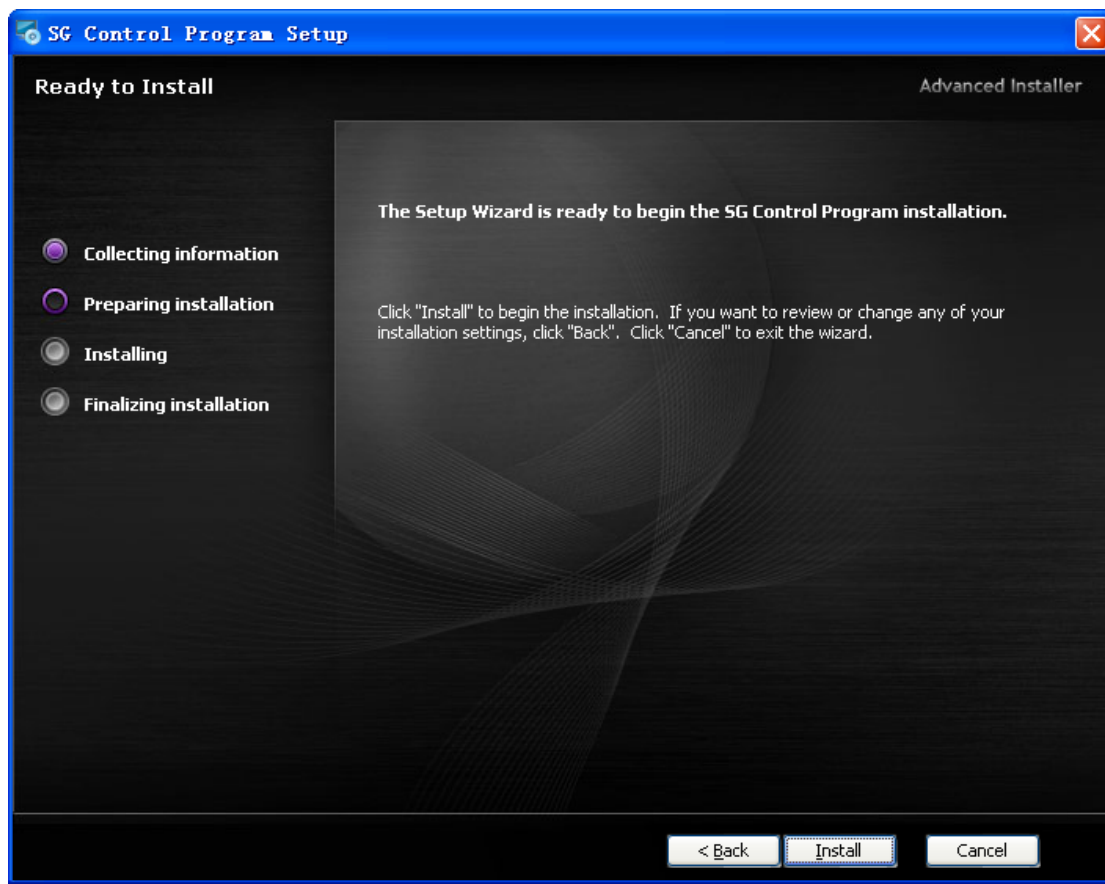 SG Control Program Setup
Ready to Install
Advanced Installer
The Setup Wizard is ready to begin the SG Control Program installation.
Collecting information
Preparing installation
Installing
Finalizing installation
Click "Install" to begin the installation.  If you want to review or change any of your
installation settings, click "Back".  Click "Cancel" to exit the wizard.
< Back
Install
Cancel